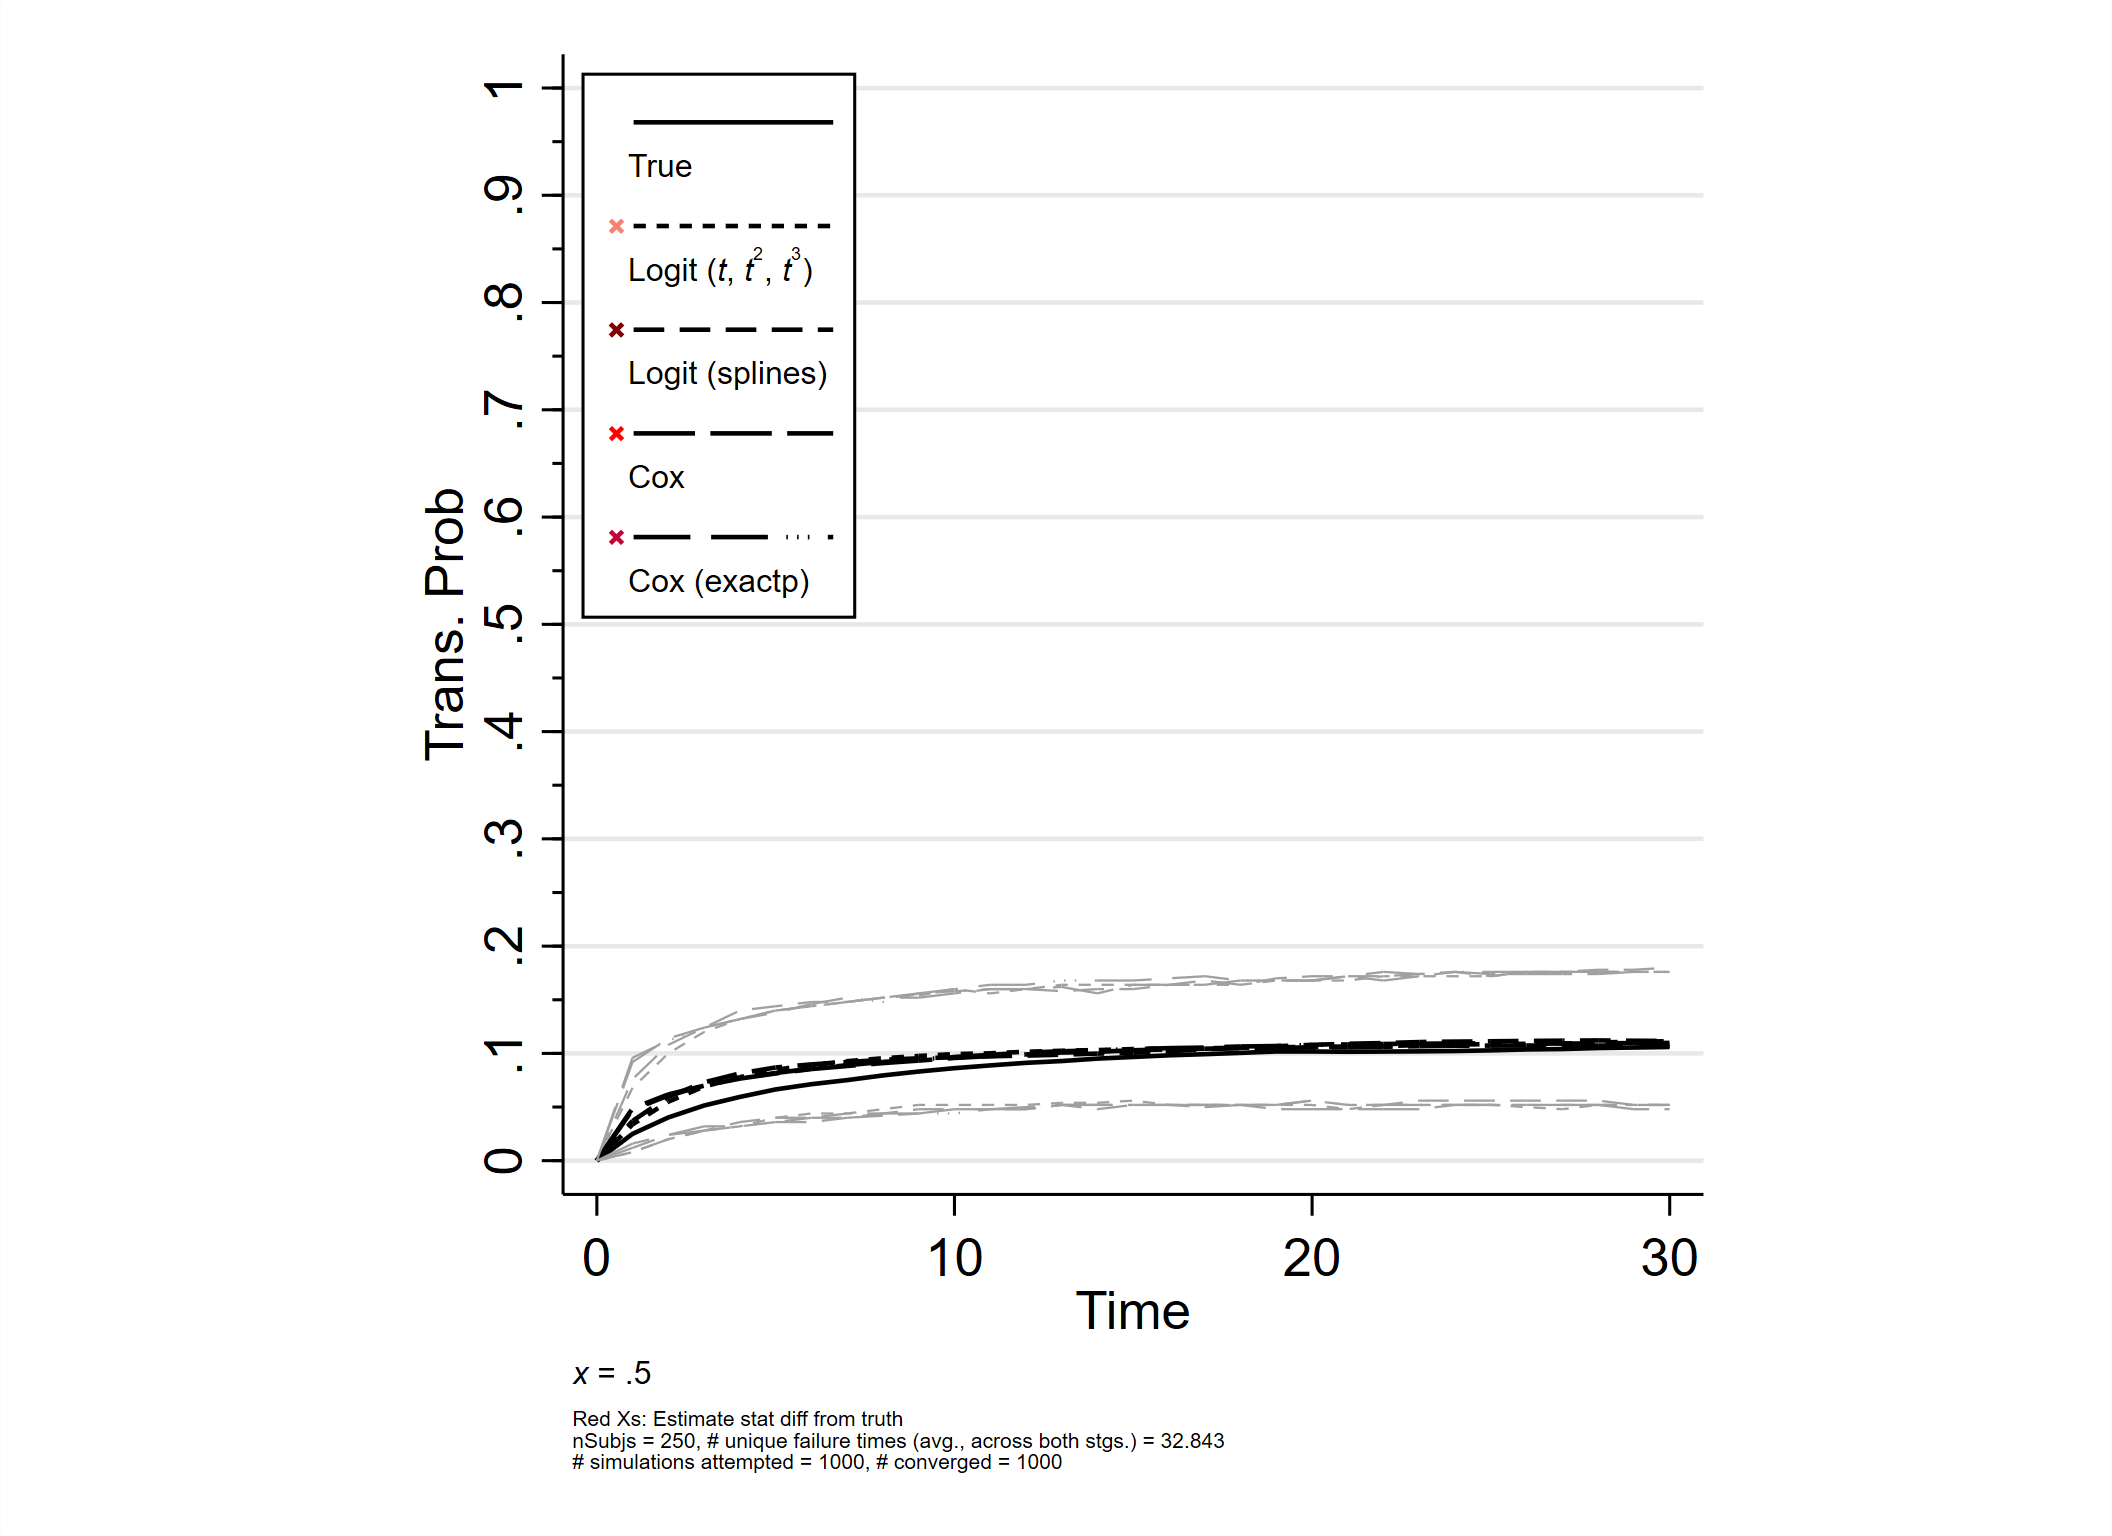 1
.9
.8
.7
.6
.5
.4
.3
.2
.1
0
Trans. Prob
True
Logit (t, t², t³)
Logit (splines)
Cox
Cox (exactp)
0 10 20 30
Time
x = .5
Red Xs: Estimate stat diff from truth
nSubjs = 250, # unique failure times (avg., across both stgs.) = 32.843
# simulations attempted = 1000, # converged = 1000